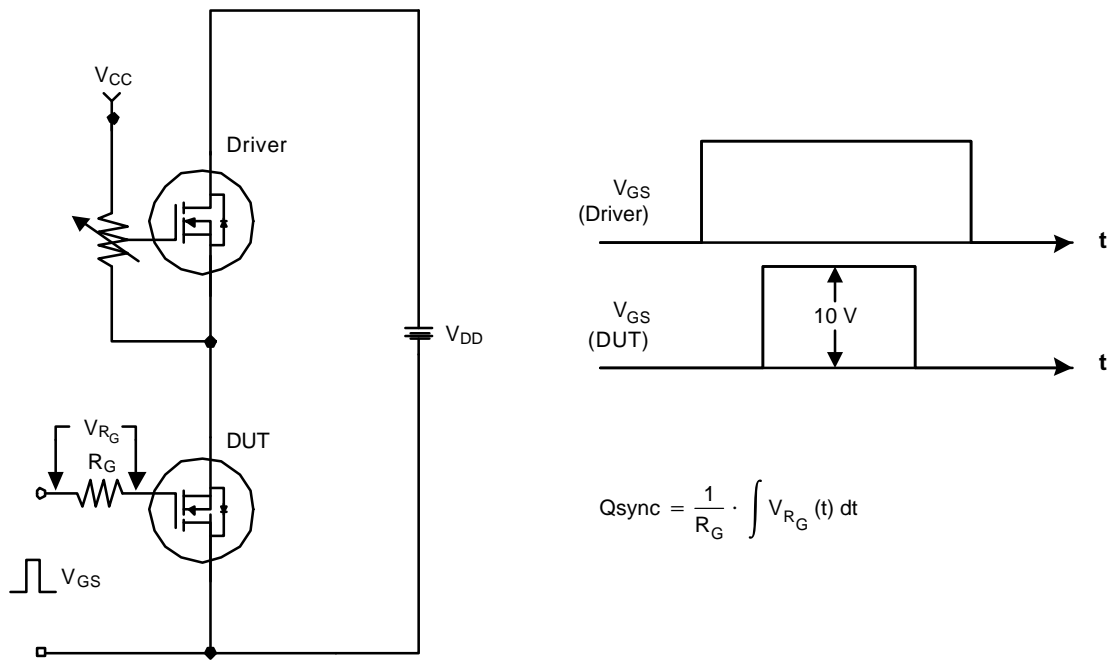 VCC
Driver
VDD
VRG
RG
DUT
VGS
VGS
(Driver)
t
VGS
(DUT)
10 V
t
Qsync = 1/RG · ∫ VRG (t) dt